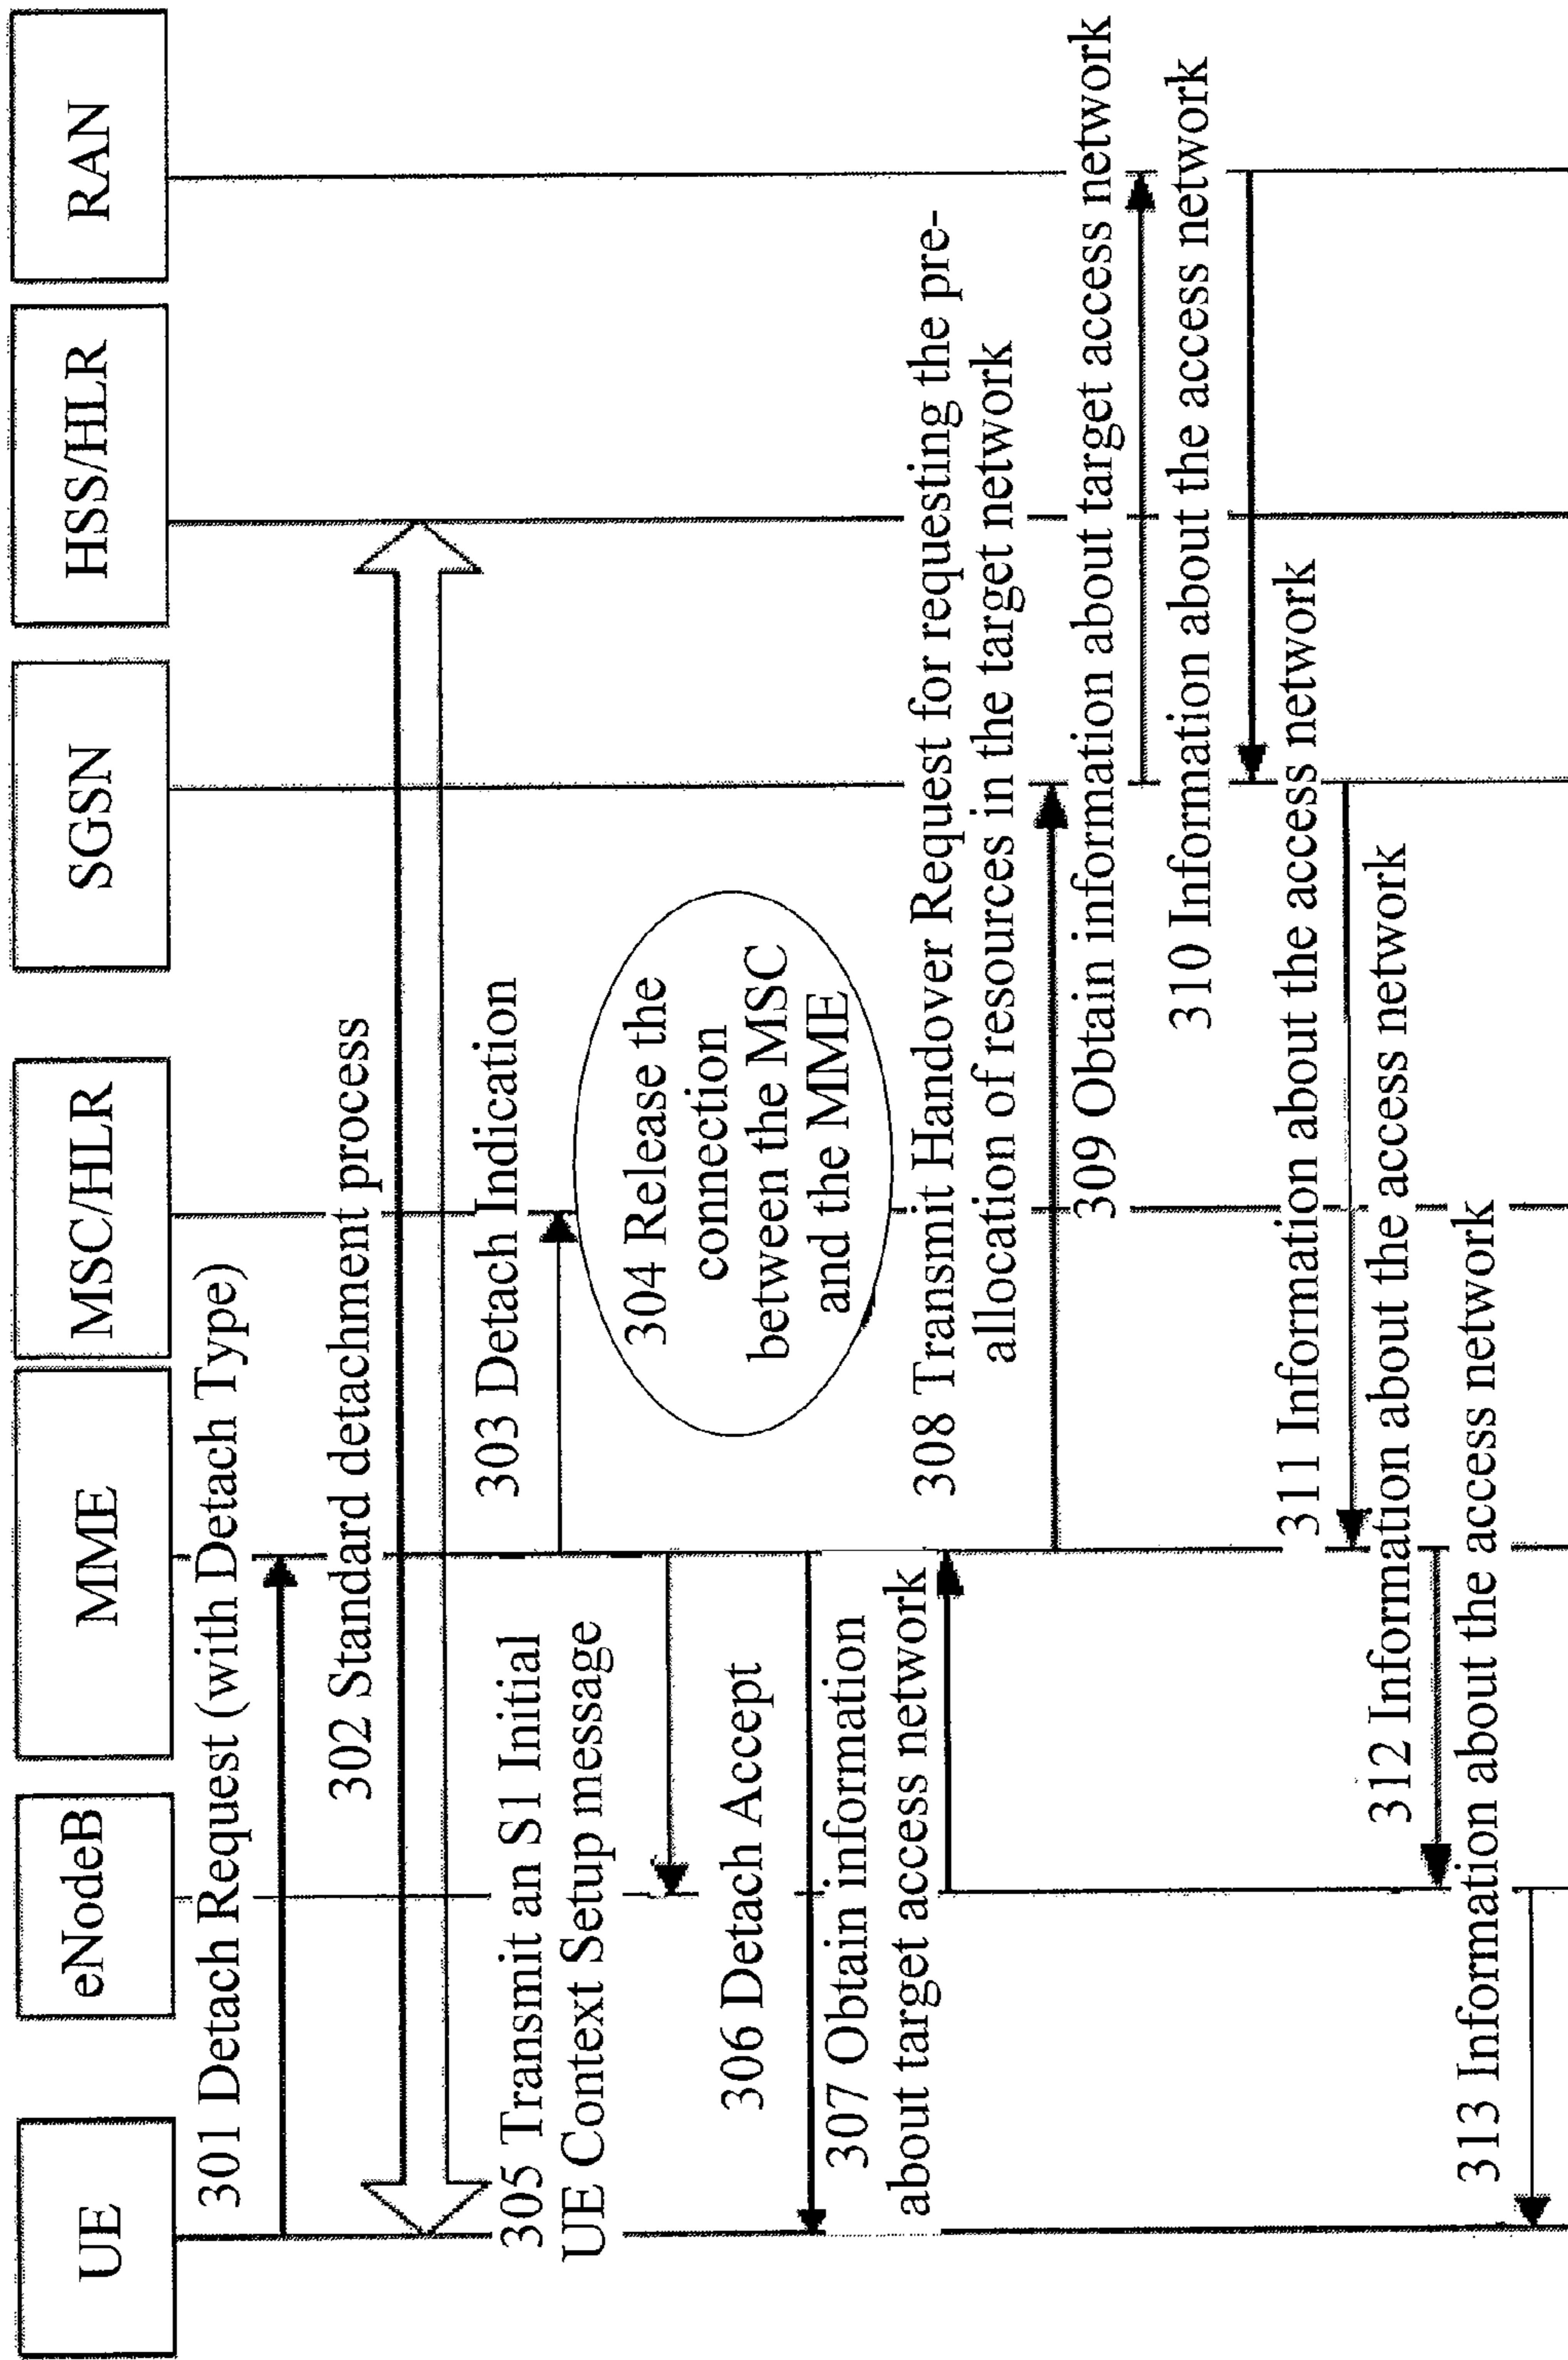 UE
eNodeB
MME
MSC/HLR
SGSN
HSS/HLR
RAN
301 Detach Request (with Detach Type)
302 Standard detachment process
303 Detach Indication
304 Release the
connection
between the MSC
and the MME
305 Transmit an S1 Initial
UE Context Setup message
306 Detach Accept
307 Obtain information
about target access network
308 Transmit Handover Request for requesting the pre-
allocation of resources in the target network
309 Obtain information about target access network
310 Information about the access network
311 Information about the access network
312 Information about the access network
313 Information about the access network